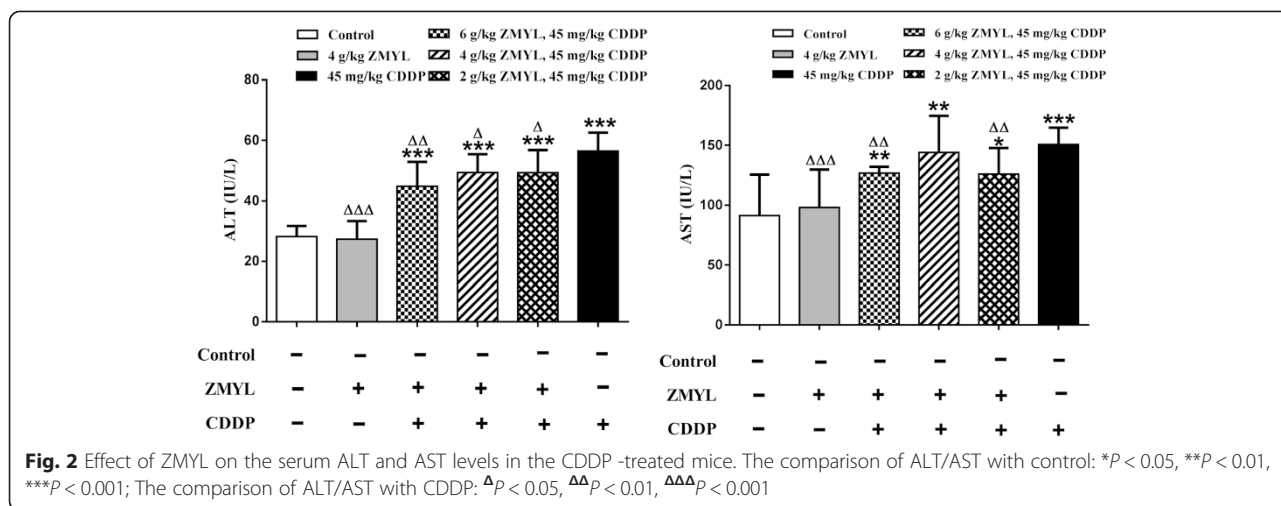 Control
4 g/kg ZMYL
45 mg/kg CDDP
6 g/kg ZMYL, 45 mg/kg CDDP
4 g/kg ZMYL, 45 mg/kg CDDP
2 g/kg ZMYL, 45 mg/kg CDDP
ALT (IU/L)
80
60
40
20
0
ΔΔΔ
ΔΔ
***
Δ
***
Δ
***
***
Control − − − − − −
ZMYL − + + + + −
CDDP − − + + + +
Control
4 g/kg ZMYL
45 mg/kg CDDP
6 g/kg ZMYL, 45 mg/kg CDDP
4 g/kg ZMYL, 45 mg/kg CDDP
2 g/kg ZMYL, 45 mg/kg CDDP
AST (IU/L)
200
150
100
50
0
ΔΔΔ
ΔΔ
**
**
ΔΔ
*
***
Control − − − − − −
ZMYL − + + + + −
CDDP − − + + + +
Fig. 2 Effect of ZMYL on the serum ALT and AST levels in the CDDP -treated mice. The comparison of ALT/AST with control: *P < 0.05, **P < 0.01,
***P < 0.001; The comparison of ALT/AST with CDDP: ΔP < 0.05, ΔΔP < 0.01, ΔΔΔP < 0.001